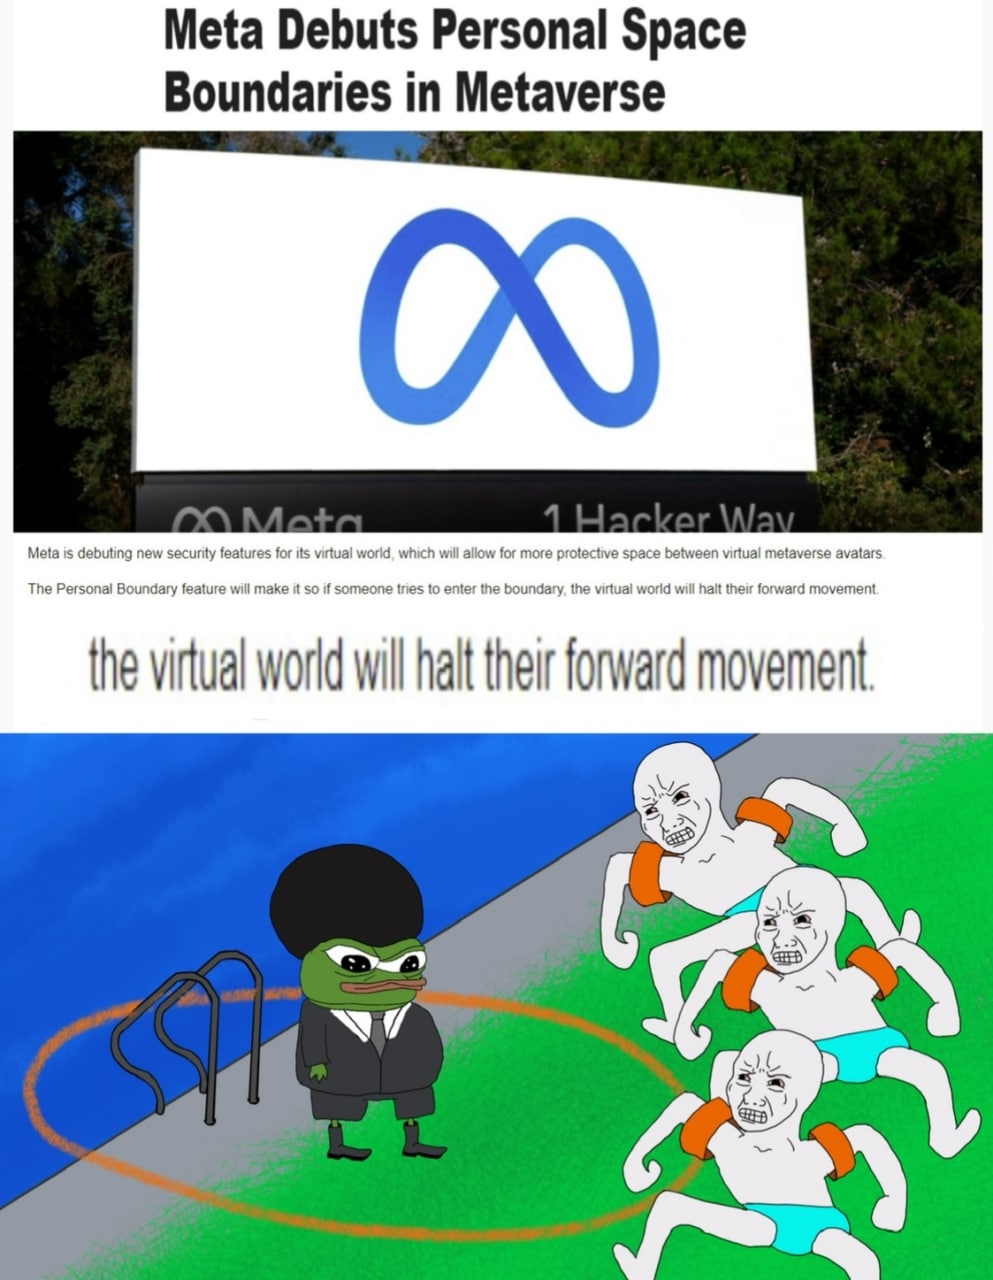 Meta Debuts Personal Space
Boundaries in Metaverse
Meta
1 Hacker Way
Meta is debuting new security features for its virtual world, which will allow for more protective space between virtual metaverse avatars.
The Personal Boundary feature will make it so if someone tries to enter the boundary, the virtual world will halt their forward movement.
the virtual world will halt their forward movement.